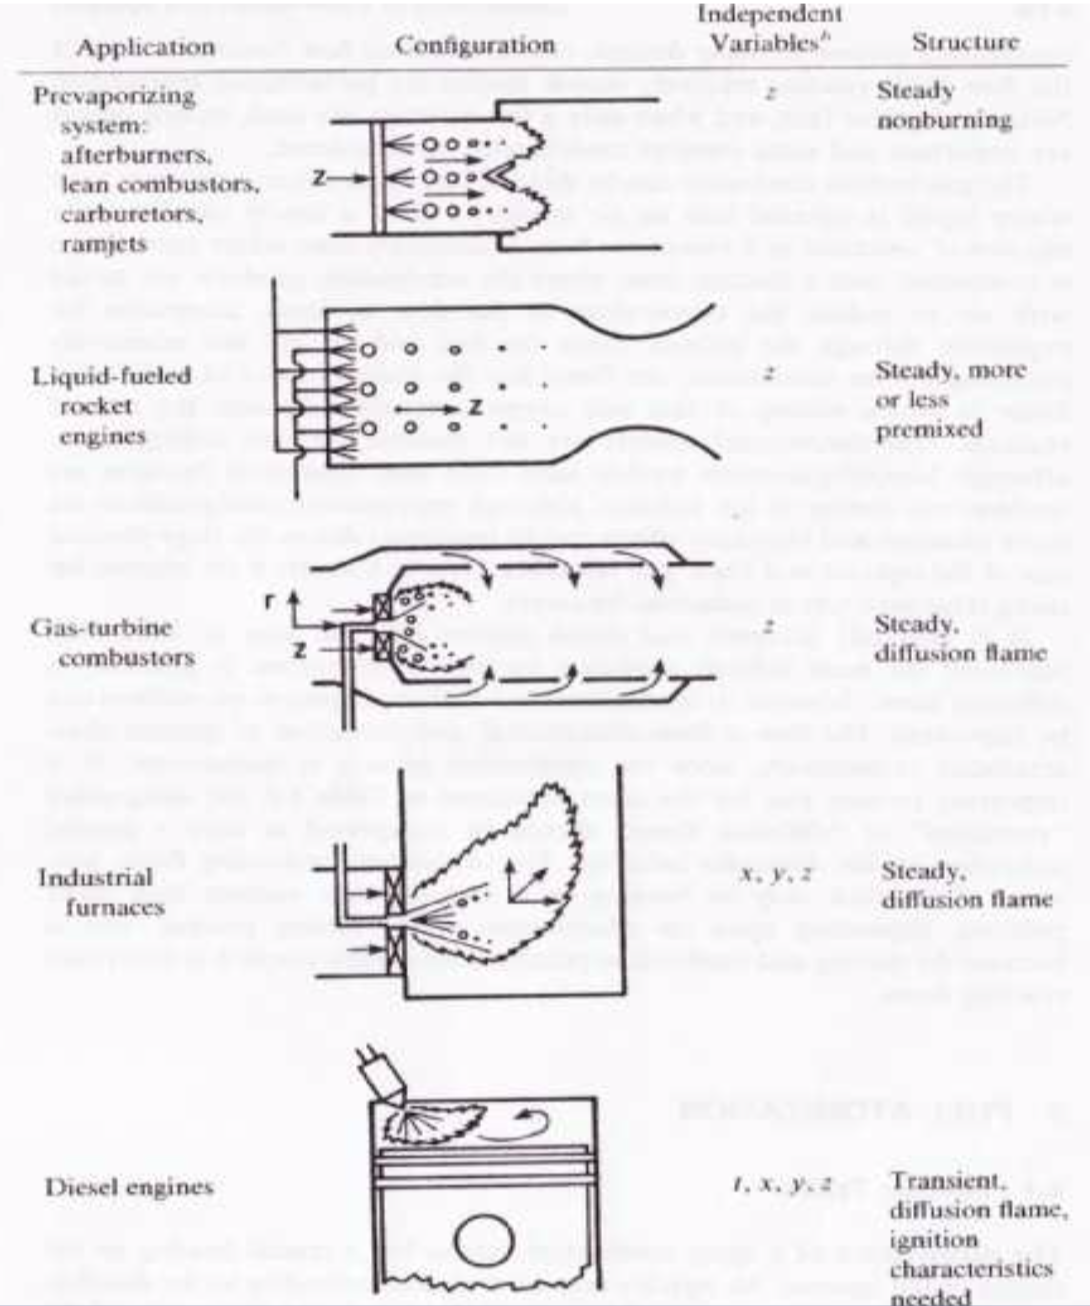 Independent
Application Configuration Variables Structure
Prevaporizing
system:
afterburners,
lean combustors,
carburetors,
ramjets
Z
z
Steady
nonburning
Liquid-fueled
rocket
engines
Z
z
Steady, more
or less
premixed
Gas-turbine
combustors
r
Z
z
Steady,
diffusion flame
Industrial
furnaces
x, y, z
Steady,
diffusion flame
Diesel engines
t, x, y, z
Transient,
diffusion flame,
ignition
characteristics
needed